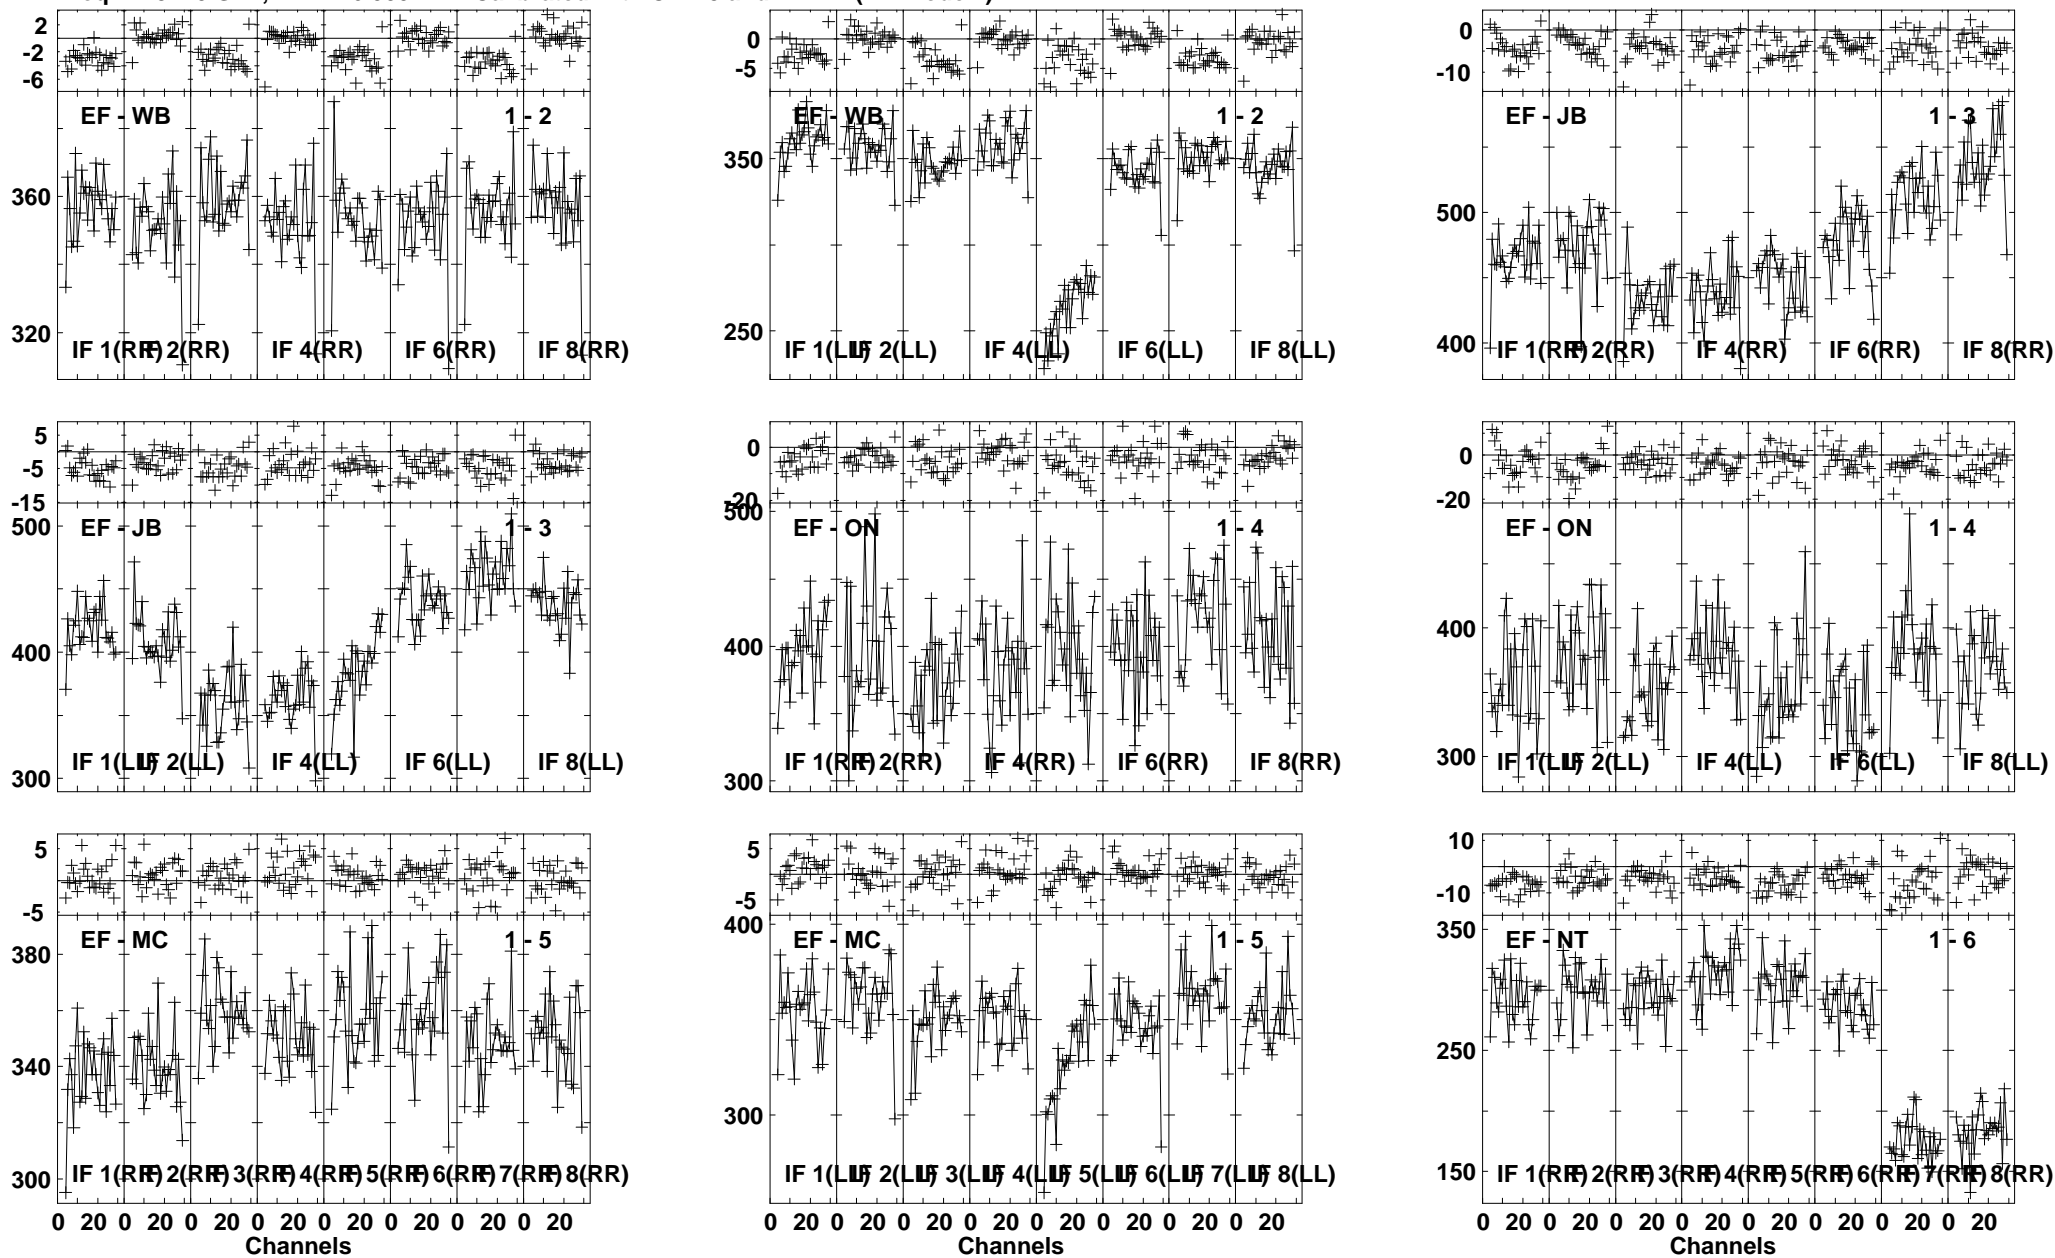 2
-2
-6
EF - WB
1 - 2
360
320
IF 1(RR)
IF 2(RR)
IF 4(RR)
IF 6(RR)
IF 8(RR)
0
-5
EF - WB
1 - 2
350
250
IF 1(LL)
IF 2(LL)
IF 4(LL)
IF 6(LL)
IF 8(LL)
0
-10
EF - JB
1 - 3
500
400
IF 1(RR)
IF 2(RR)
IF 4(RR)
IF 6(RR)
IF 8(RR)
5
-5
-15
EF - JB
1 - 3
500
400
300
IF 1(LL)
IF 2(LL)
IF 4(LL)
IF 6(LL)
IF 8(LL)
0
-20
EF - ON
1 - 4
500
400
300
IF 1(RR)
IF 2(RR)
IF 4(RR)
IF 6(RR)
IF 8(RR)
0
-20
EF - ON
1 - 4
400
300
IF 1(LL)
IF 2(LL)
IF 4(LL)
IF 6(LL)
IF 8(LL)
5
-5
EF - MC
1 - 5
380
340
300
IF 1(RR)
IF 2(RR)
IF 3(RR)
IF 4(RR)
IF 5(RR)
IF 6(RR)
IF 7(RR)
IF 8(RR)
0 20 0 20 0 20 0 20 0 20 0 20 0 20 0 20
Channels
5
-5
EF - MC
1 - 5
400
300
IF 1(LL)
IF 2(LL)
IF 3(LL)
IF 4(LL)
IF 5(LL)
IF 6(LL)
IF 7(LL)
IF 8(LL)
0 20 0 20 0 20 0 20 0 20 0 20 0 20 0 20
Channels
10
-10
EF - NT
1 - 6
350
250
150
IF 1(RR)
IF 2(RR)
IF 3(RR)
IF 4(RR)
IF 5(RR)
IF 6(RR)
IF 7(RR)
IF 8(RR)
0 20 0 20 0 20 0 20 0 20 0 20 0 20 0 20
Channels